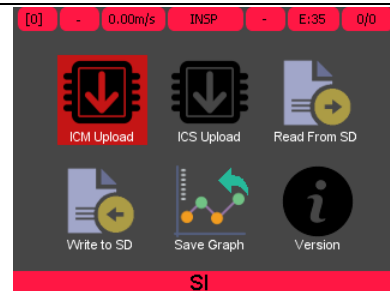 [0] - 0.00m/s INSP - E:35 0/0
ICM Upload ICS Upload Read From SD
Write to SD Save Graph Version
SI